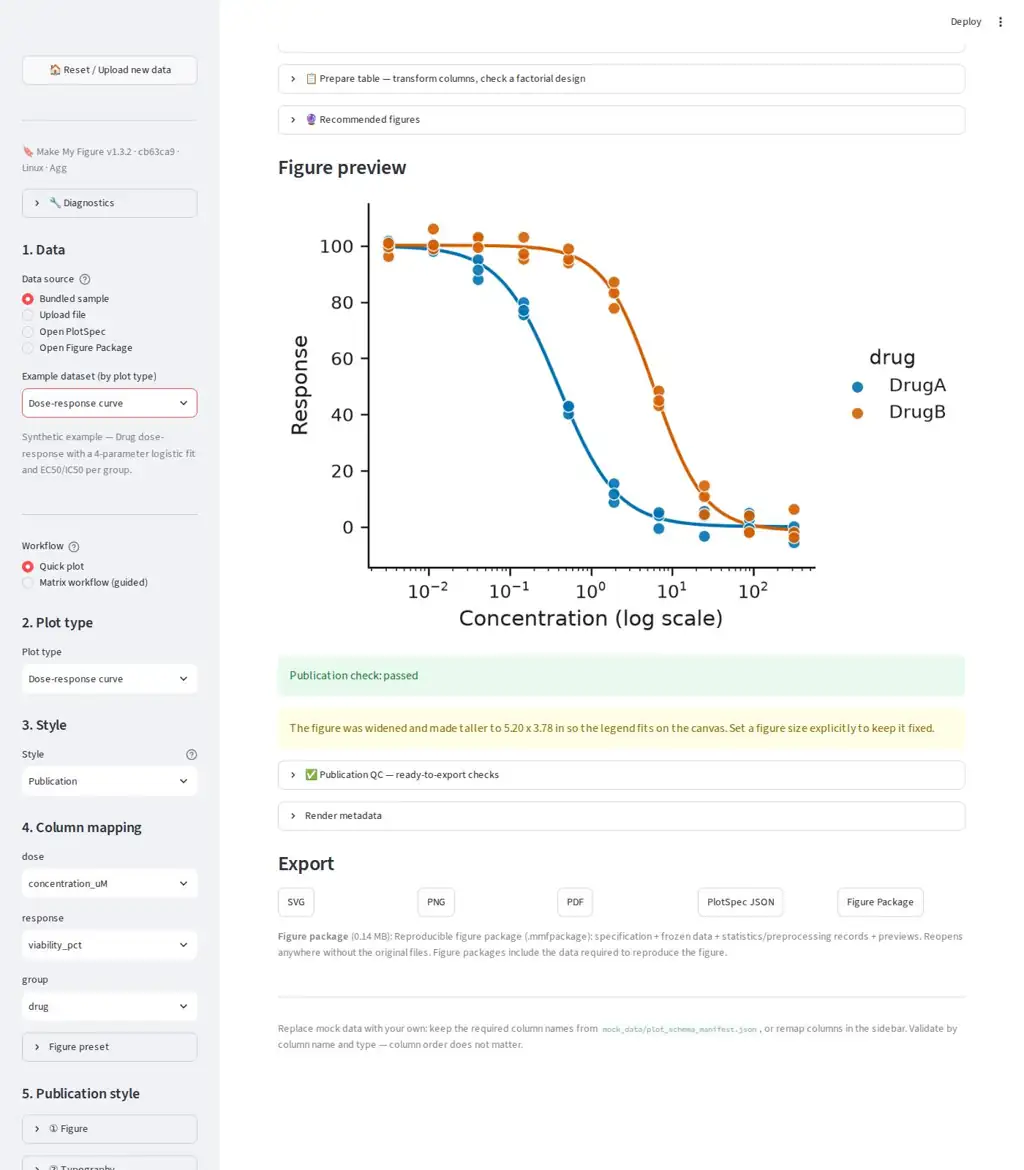 Deploy
🏠 Reset / Upload new data
🔖 Make My Figure v1.3.2 · cb63ca9 ·
Linux · Agg
🔧 Diagnostics
1. Data
Data source
Bundled sample
Upload file
Open PlotSpec
Open Figure Package
Example dataset (by plot type)
Dose-response curve
Synthetic example — Drug dose-
response with a 4-parameter logistic fit
and EC50/IC50 per group.
Workflow
Quick plot
Matrix workflow (guided)
2. Plot type
Plot type
Dose-response curve
3. Style
Style
Publication
4. Column mapping
dose
concentration_uM
response
viability_pct
group
drug
Figure preset
5. Publication style
① Figure
② Typography
📋 Prepare table — transform columns, check a factorial design
🔮 Recommended figures
Figure preview
Response
100
80
60
40
20
0
10⁻² 10⁻¹ 10⁰ 10¹ 10²
Concentration (log scale)
drug
DrugA
DrugB
Publication check: passed
The figure was widened and made taller to 5.20 x 3.78 in so the legend fits on the canvas. Set a figure size explicitly to keep it fixed.
✅ Publication QC — ready-to-export checks
Render metadata
Export
SVG PNG PDF PlotSpec JSON Figure Package
Figure package (0.14 MB): Reproducible figure package (.mmfpackage): specification + frozen data + statistics/preprocessing records + previews. Reopens
anywhere without the original files. Figure packages include the data required to reproduce the figure.
Replace mock data with your own: keep the required column names from mock_data/plot_schema_manifest.json, or remap columns in the sidebar. Validate by
column name and type — column order does not matter.